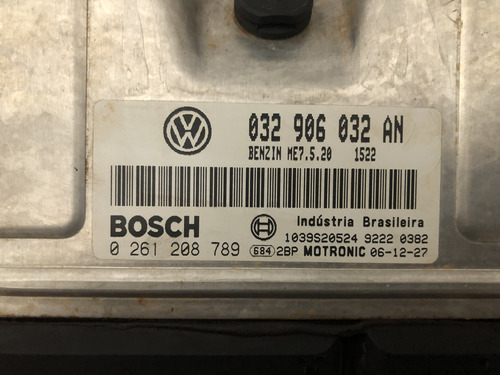 032 906 032 AN
BENZIN ME7.5.20 1522
BOSCH Indústria Brasileira
1039S20524 9222 0382
0 261 208 789 684 2BP MOTRONIC 06-12-27